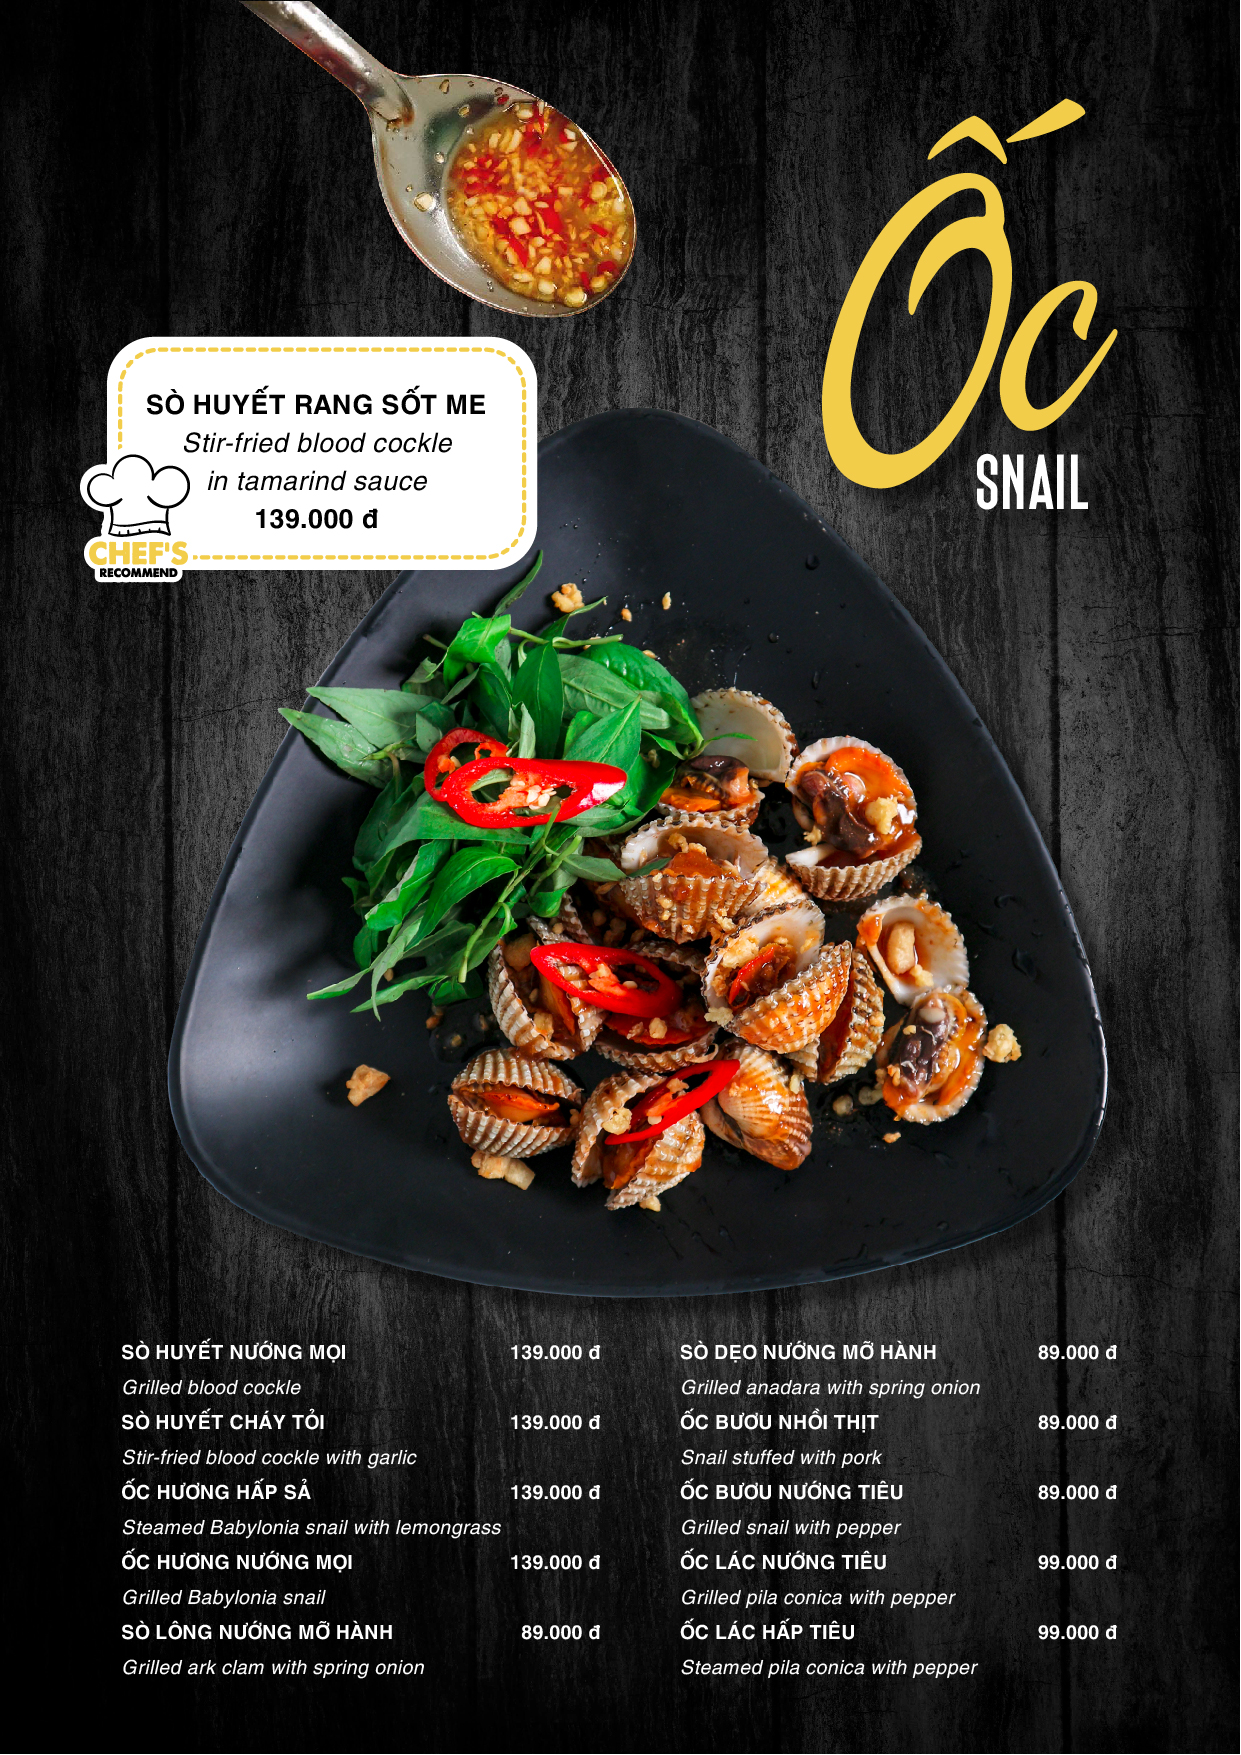 Ốc
SNAIL
SÒ HUYẾT RANG SỐT ME
Stir-fried blood cockle
in tamarind sauce
139.000 đ
CHEF'S
RECOMMEND
SÒ HUYẾT NƯỚNG MỌI 139.000 đ
Grilled blood cockle
SÒ HUYẾT CHÁY TỎI 139.000 đ
Stir-fried blood cockle with garlic
ỐC HƯƠNG HẤP SẢ 139.000 đ
Steamed Babylonia snail with lemongrass
ỐC HƯƠNG NƯỚNG MỌI 139.000 đ
Grilled Babylonia snail
SÒ LÔNG NƯỚNG MỠ HÀNH 89.000 đ
Grilled ark clam with spring onion
SÒ DẸO NƯỚNG MỠ HÀNH 89.000 đ
Grilled anadara with spring onion
ỐC BƯƠU NHỒI THỊT 89.000 đ
Snail stuffed with pork
ỐC BƯƠU NƯỚNG TIÊU 89.000 đ
Grilled snail with pepper
ỐC LÁC NƯỚNG TIÊU 99.000 đ
Grilled pila conica with pepper
ỐC LÁC HẤP TIÊU 99.000 đ
Steamed pila conica with pepper